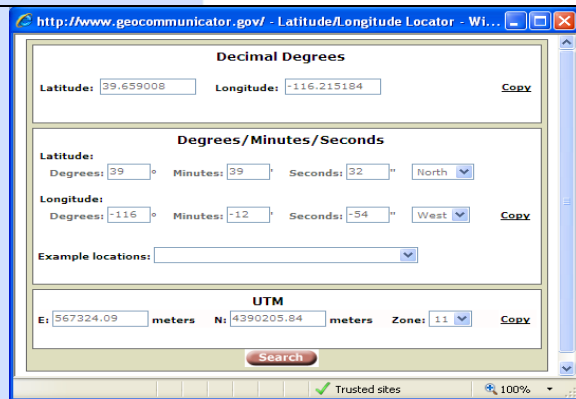 http://www.geocommunicator.gov/ - Latitude/Longitude Locator - Wi...
Decimal Degrees
Latitude: 39.659008 Longitude: -116.215184 Copy
Degrees/Minutes/Seconds
Latitude:
Degrees: 39 ° Minutes: 39 ' Seconds: 32 " North
Longitude:
Degrees: -116 ° Minutes: -12 ' Seconds: -54 " West Copy
Example locations:
UTM
E: 567324.09 meters N: 4390205.84 meters Zone: 11 Copy
Search
Trusted sites 100%